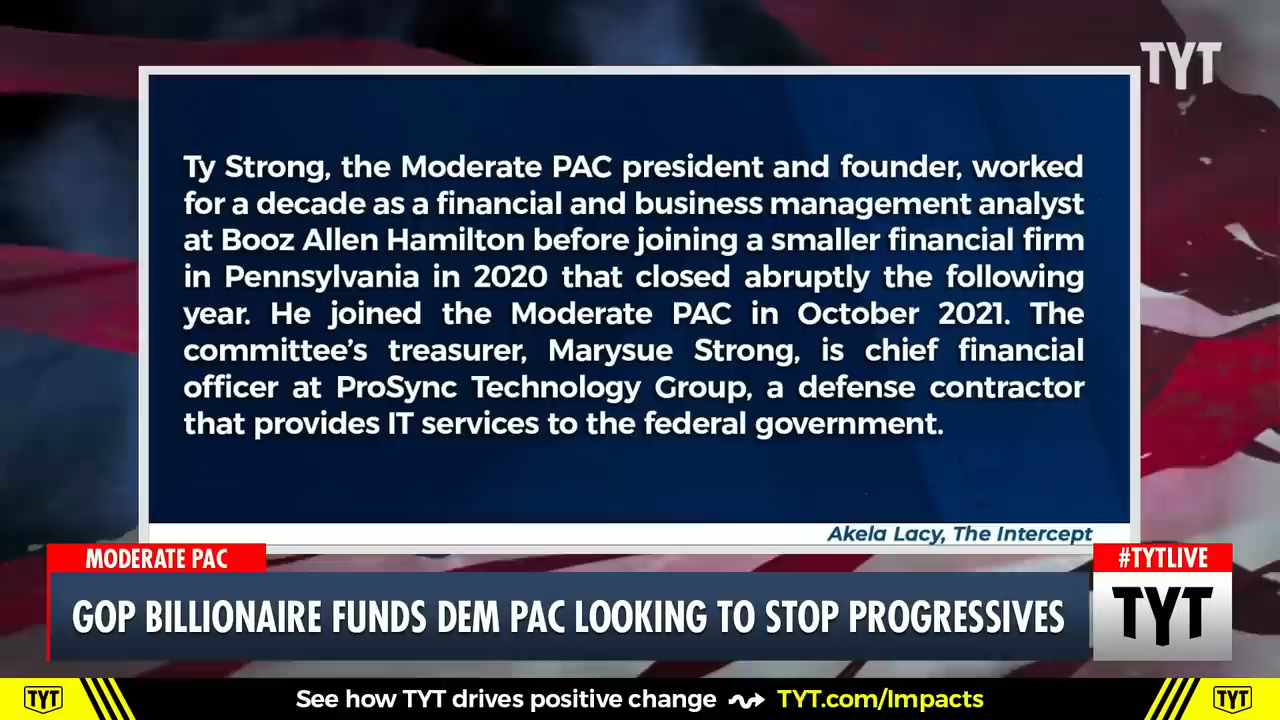 TYT
Ty Strong, the Moderate PAC president and founder, worked
for a decade as a financial and business management analyst
at Booz Allen Hamilton before joining a smaller financial firm
in Pennsylvania in 2020 that closed abruptly the following
year. He joined the Moderate PAC in October 2021. The
committee's treasurer, Marysue Strong, is chief financial
officer at ProSync Technology Group, a defense contractor
that provides IT services to the federal government.
Akela Lacy, The Intercept
MODERATE PAC
#TYTLIVE
GOP BILLIONAIRE FUNDS DEM PAC LOOKING TO STOP PROGRESSIVES
TYT
TYT
See how TYT drives positive change TYT.com/Impacts
TYT